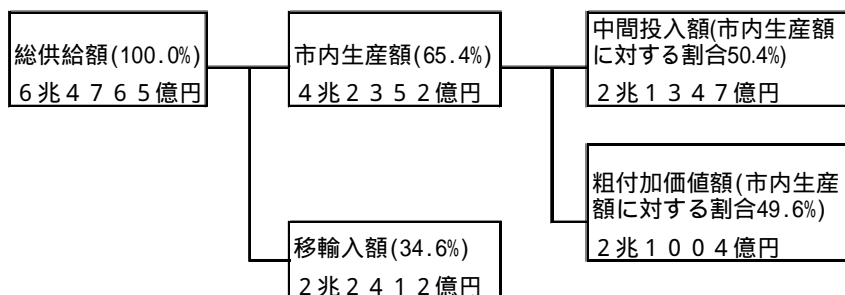 総供給額(100.0%)
6兆4765億円
市内生産額(65.4%)
4兆2352億円
中間投入額(市内生産額
に対する割合50.4%)
2兆1347億円
粗付加価値額(市内生産
額に対する割合49.6%)
2兆1004億円
移輸入額(34.6%)
2兆2412億円